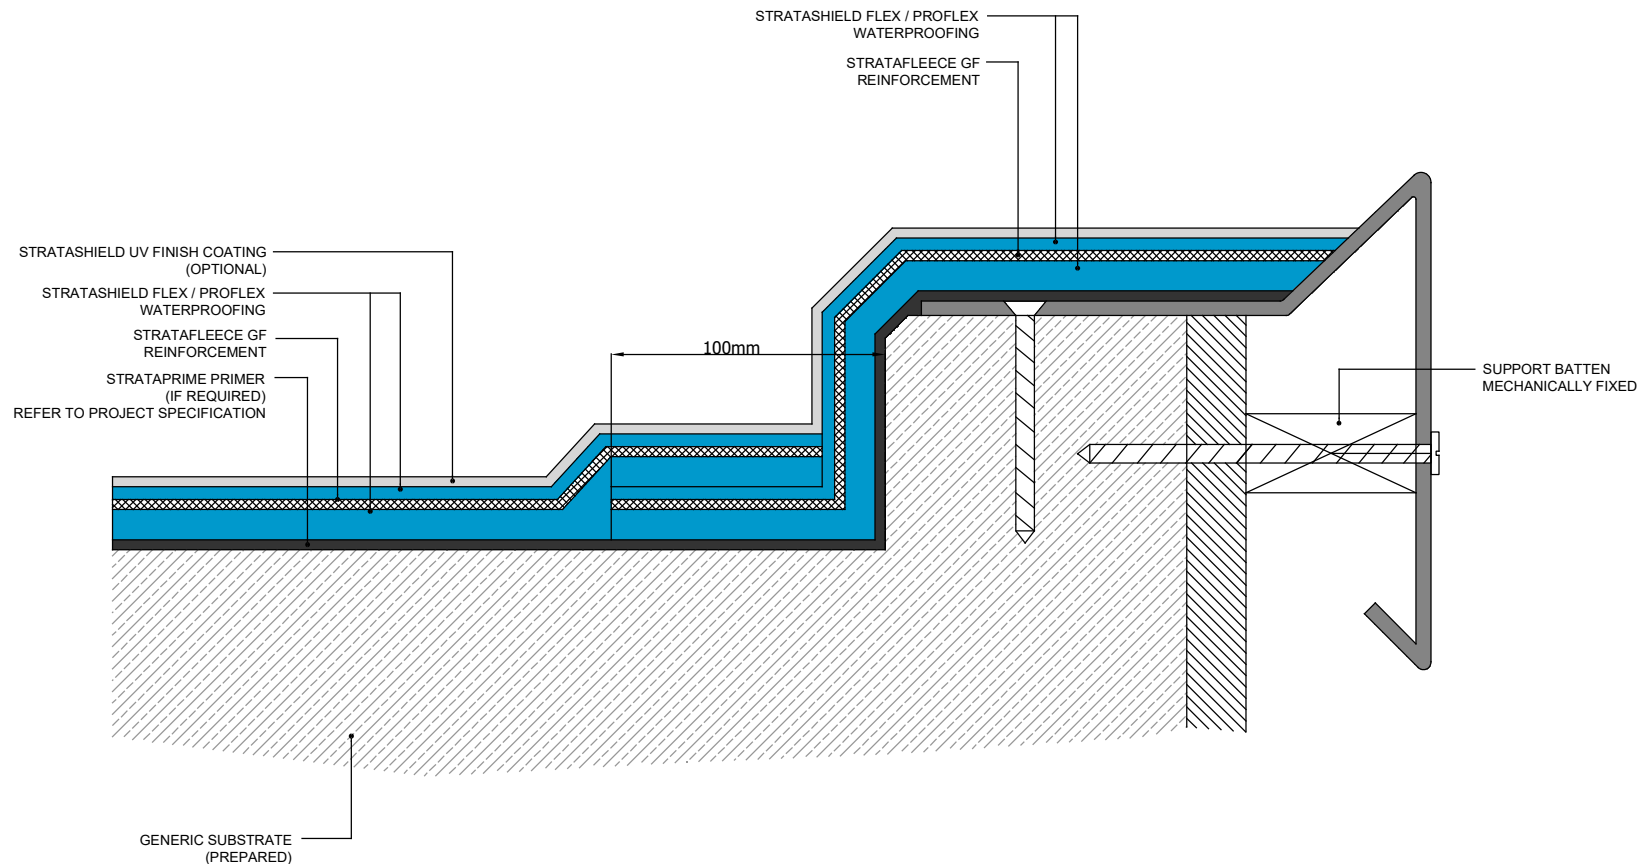 STRATASHIELD FLEX / PROFLEX
WATERPROOFING
STRATAFLEECE GF
REINFORCEMENT
STRATASHIELD UV FINISH COATING
(OPTIONAL)
STRATASHIELD FLEX / PROFLEX
WATERPROOFING
STRATAFLEECE GF
REINFORCEMENT
STRATAPRIME PRIMER
(IF REQUIRED)
REFER TO PROJECT SPECIFICATION
100mm
SUPPORT BATTEN
MECHANICALLY FIXED
GENERIC SUBSTRATE
(PREPARED)